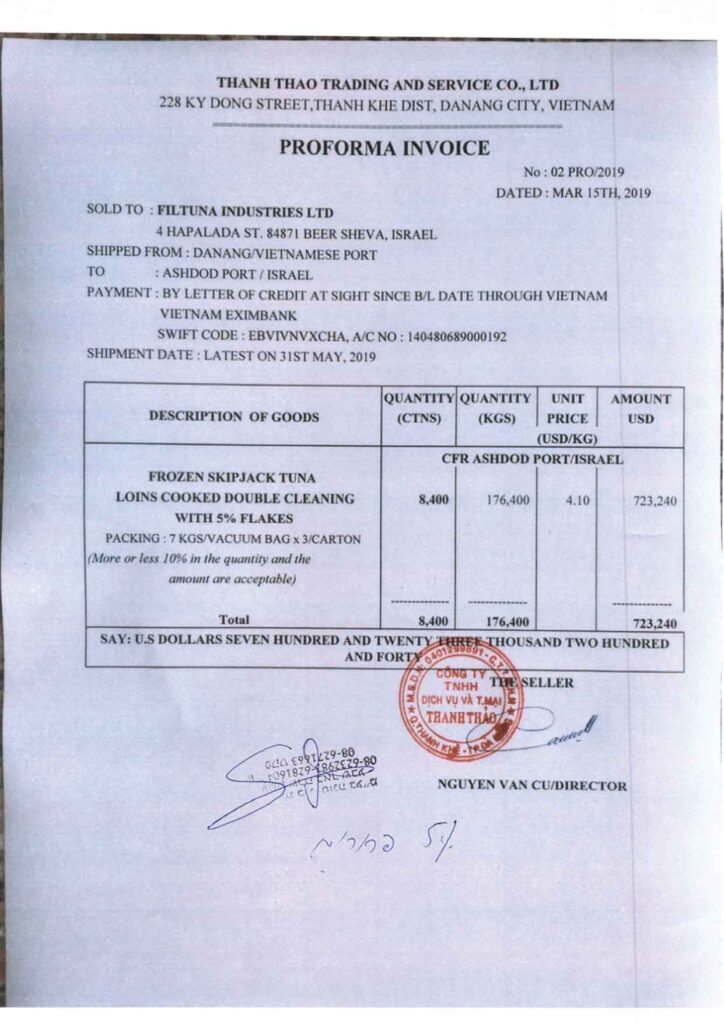 THANH THAO TRADING AND SERVICE CO., LTD
228 KY DONG STREET,THANH KHE DIST, DANANG CITY, VIETNAM
PROFORMA INVOICE
No : 02 PRO/2019
DATED : MAR 15TH, 2019
SOLD TO : FILTUNA INDUSTRIES LTD
4 HAPALADA ST. 84871 BEER SHEVA, ISRAEL
SHIPPED FROM : DANANG/VIETNAMESE PORT
TO : ASHDOD PORT / ISRAEL
PAYMENT : BY LETTER OF CREDIT AT SIGHT SINCE B/L DATE THROUGH VIETNAM
VIETNAM EXIMBANK
SWIFT CODE : EBVIVNVXCHA, A/C NO : 140480689000192
SHIPMENT DATE : LATEST ON 31ST MAY, 2019
DESCRIPTION OF GOODS QUANTITY (CTNS) QUANTITY (KGS) UNIT PRICE (USD/KG) AMOUNT USD
CFR ASHDOD PORT/ISRAEL
FROZEN SKIPJACK TUNA
LOINS COOKED DOUBLE CLEANING 8,400 176,400 4.10 723,240
WITH 5% FLAKES
PACKING : 7 KGS/VACUUM BAG x 3/CARTON
(More or less 10% in the quantity and the
amount are acceptable)
Total 8,400 176,400 723,240
SAY: U.S DOLLARS SEVEN HUNDRED AND TWENTY THREE THOUSAND TWO HUNDRED
AND FORTY
THE SELLER
M.S.D.N: 0401299891
CÔNG TY
TNHH
DỊCH VỤ VÀ T.MẠI
THANH THẢO
Q.THANH KHÊ - TP.ĐÀ NẴNG
NGUYEN VAN CU/DIRECTOR
08-6271663